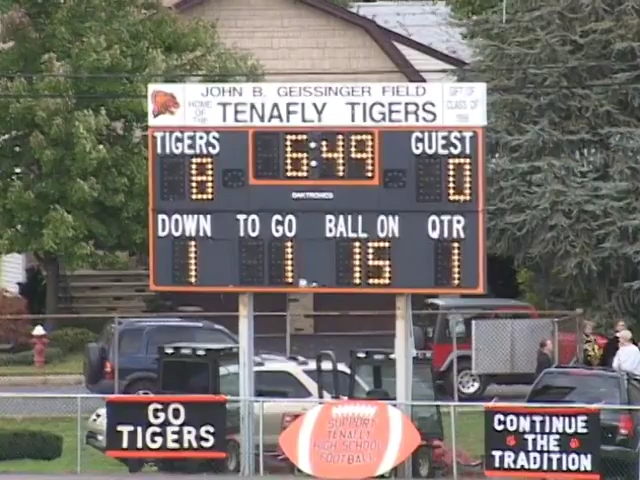 JOHN B. GEISSINGER FIELD
HOME OF THE
TENAFLY TIGERS
GIFT OF CLASS OF
TIGERS 6:49 GUEST
8 0
DAKTRONICS
DOWN TO GO BALL ON QTR
1 1 15 1
GO
TIGERS
SUPPORT
TENAFLY
HIGH SCHOOL
FOOTBALL
CONTINUE
THE
TRADITION